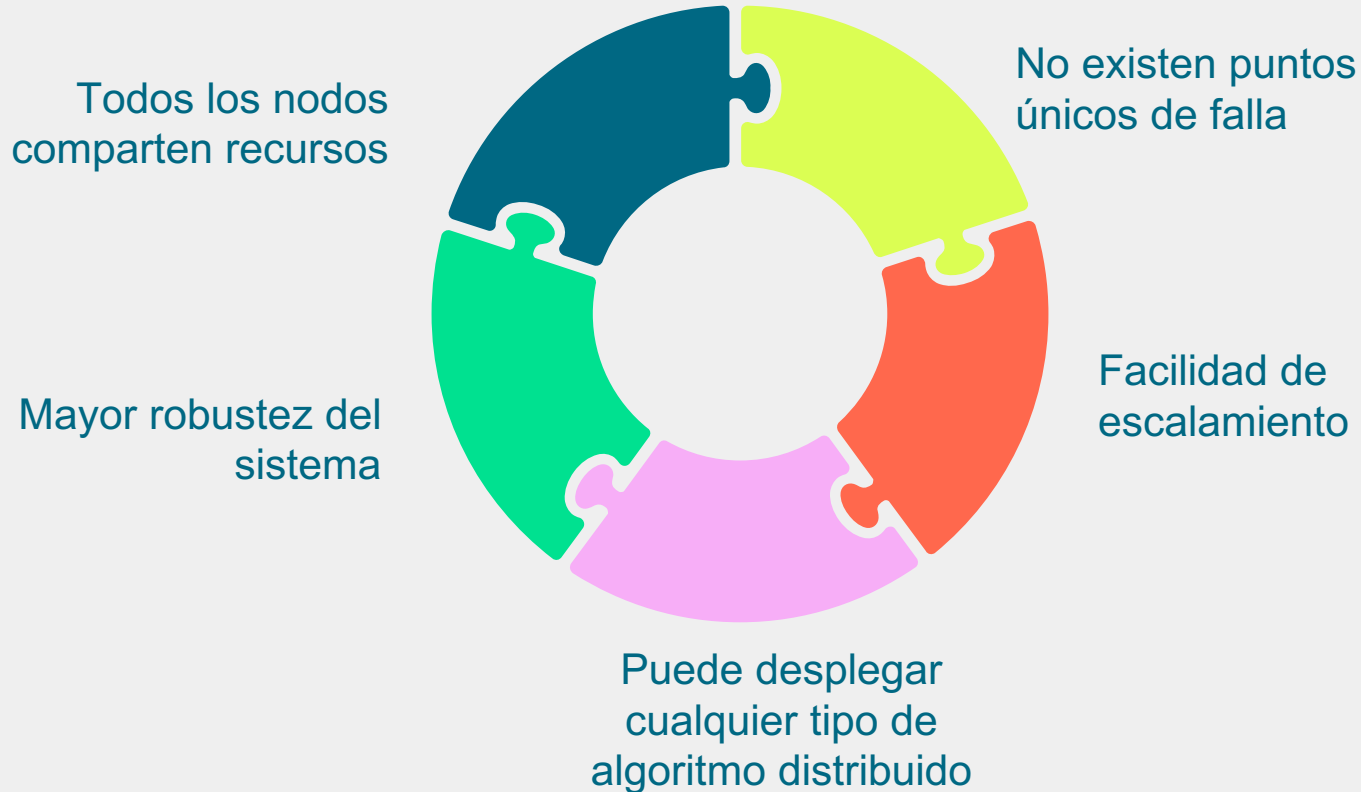 Todos los nodos
comparten recursos
No existen puntos
únicos de falla
Mayor robustez del
sistema
Facilidad de
escalamiento
Puede desplegar
cualquier tipo de
algoritmo distribuido